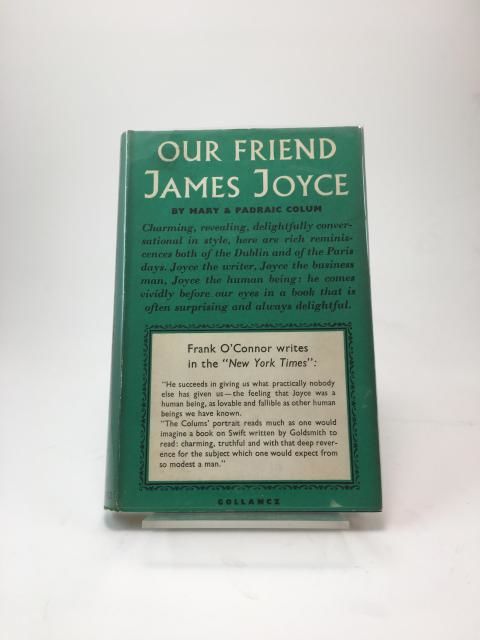 OUR FRIEND
JAMES JOYCE
BY MARY & PADRAIC COLUM
Charming, revealing, delightfully conver-
sational in style, here are rich reminis-
cences both of the Dublin and of the Paris
days. Joyce the writer, Joyce the business
man, Joyce the human being: he comes
vividly before our eyes in a book that is
often surprising and always delightful.
Frank O'Connor writes
in the "New York Times":
"He succeeds in giving us what practically nobody
else has given us—the feeling that Joyce was a
human being, as lovable and fallible as other human
beings we have known.
"The Colums' portrait reads much as one would
imagine a book on Swift written by Goldsmith to
read: charming, truthful and with that deep rever-
ence for the subject which one would expect from
so modest a man."
GOLLANCZ